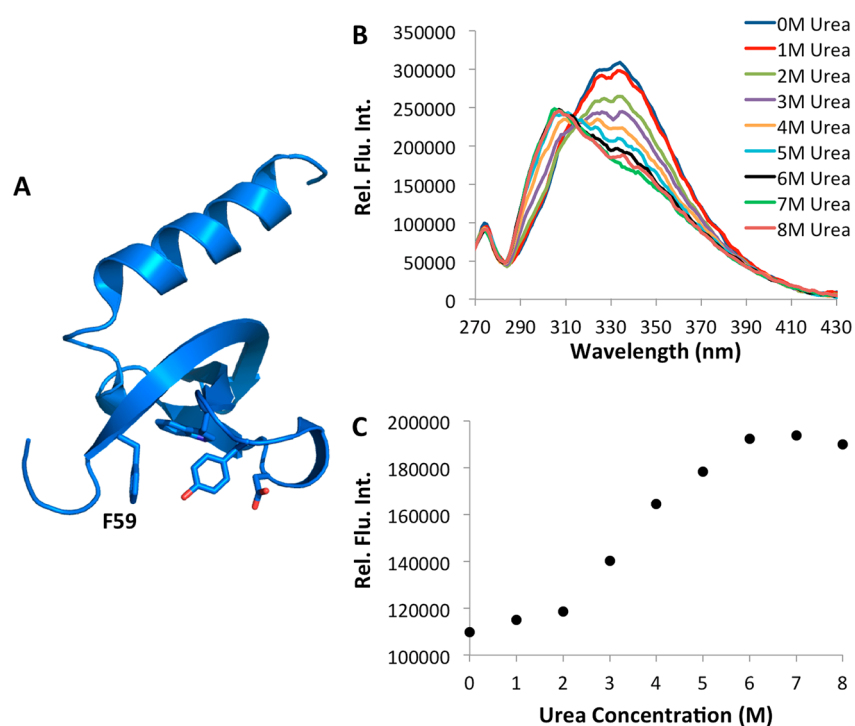 A
F59
B
Rel. Flu. Int.
350000
300000
250000
200000
150000
100000
50000
0
270 290 310 330 350 370 390 410 430
Wavelength (nm)
0M Urea
1M Urea
2M Urea
3M Urea
4M Urea
5M Urea
6M Urea
7M Urea
8M Urea
C
Rel. Flu. Int.
200000
180000
160000
140000
120000
100000
0 1 2 3 4 5 6 7 8
Urea Concentration (M)